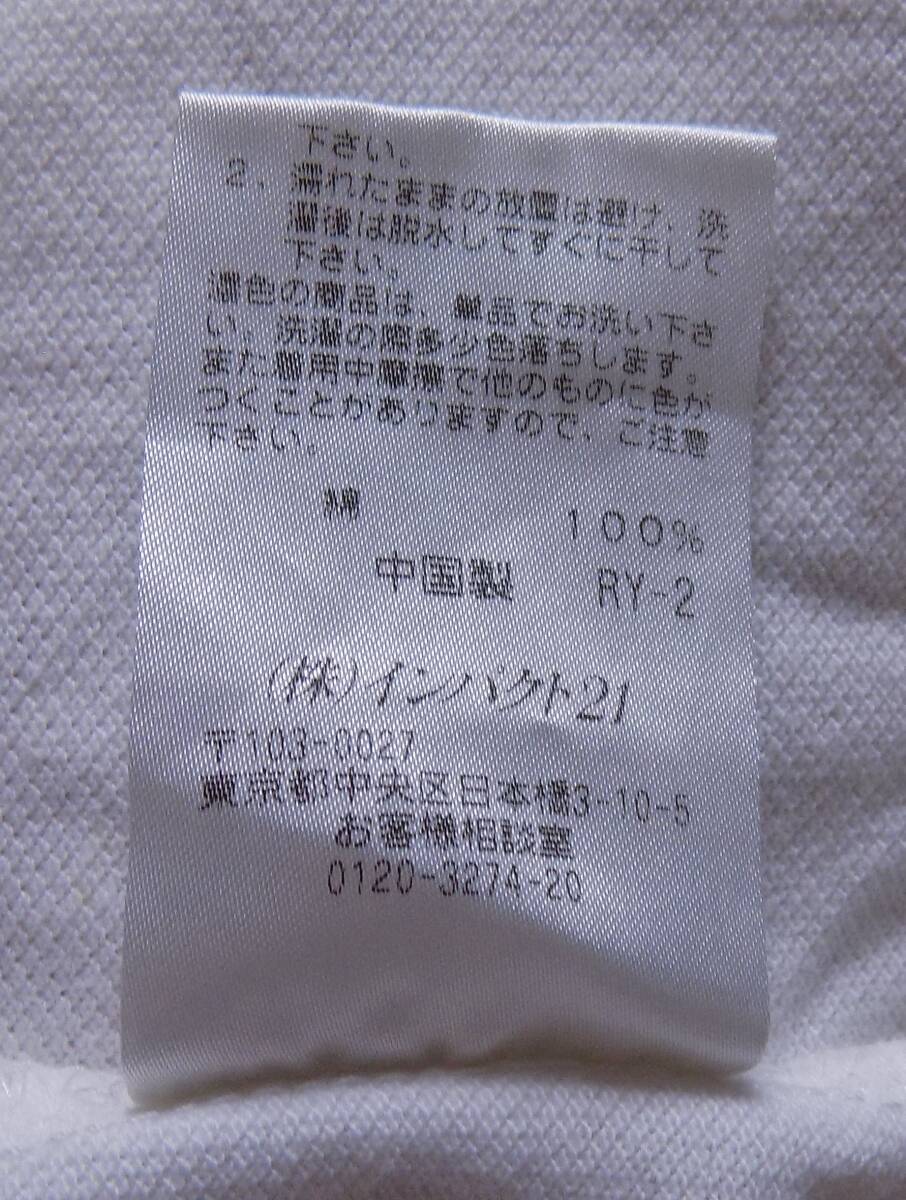 下さい。
2. 濡れたままの放置は避け、洗
濯後は脱水してすぐに干して
下さい。
濃色の商品は、単品でお洗い下さ
い。洗濯の際多少色落ちします。
また着用中摩擦で他のものに色が
つくことがありますので、ご注意
下さい。
綿 100%
中国製 RY-2
(株)インパクト21
〒103-0027
東京都中央区日本橋3-10-5
お客様相談室
0120-3274-20